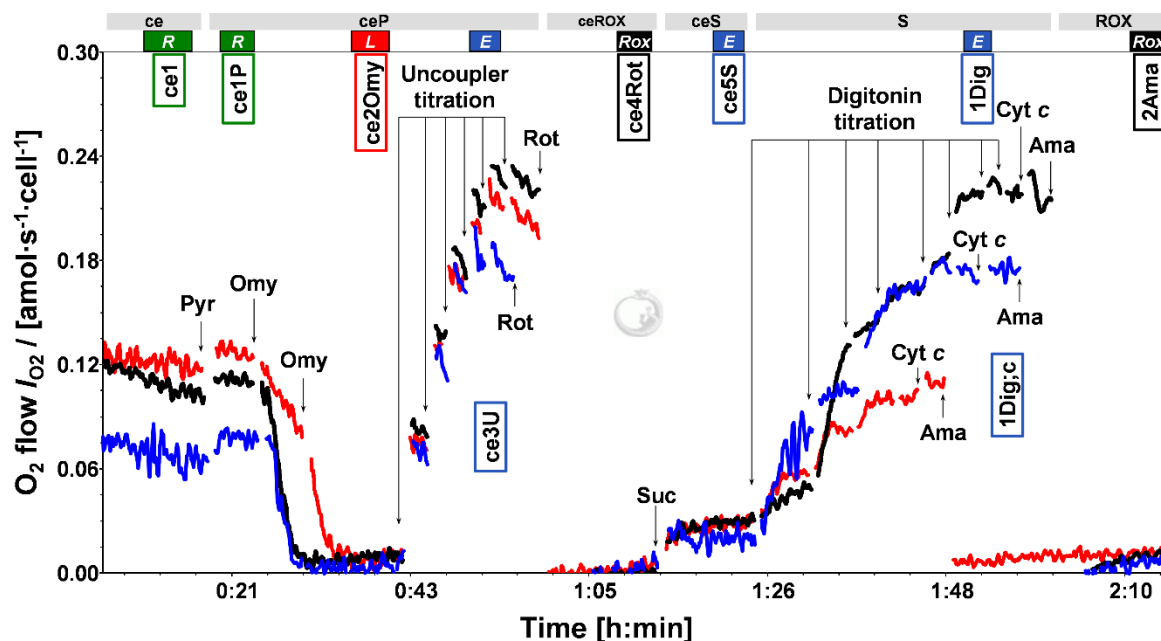 ce ceP ceROX ceS S ROX
R R L E Rox E E Rox
ce1
ce1P
ce2Omy
Uncoupler
titration
ce4Rot
ce5S
Digitonin
titration
1Dig
2Ama
Cyt c
Ama
Rot
Pyr
Omy
Omy
Rot
Cyt c
Ama
Cyt c
Ama
ce3U
1Dig;c
Suc
O2 flow IO2 / [amol·s-1·cell-1]
0.30
0.24
0.18
0.12
0.06
0.00
0:21 0:43 1:05 1:26 1:48 2:10
Time [h:min]